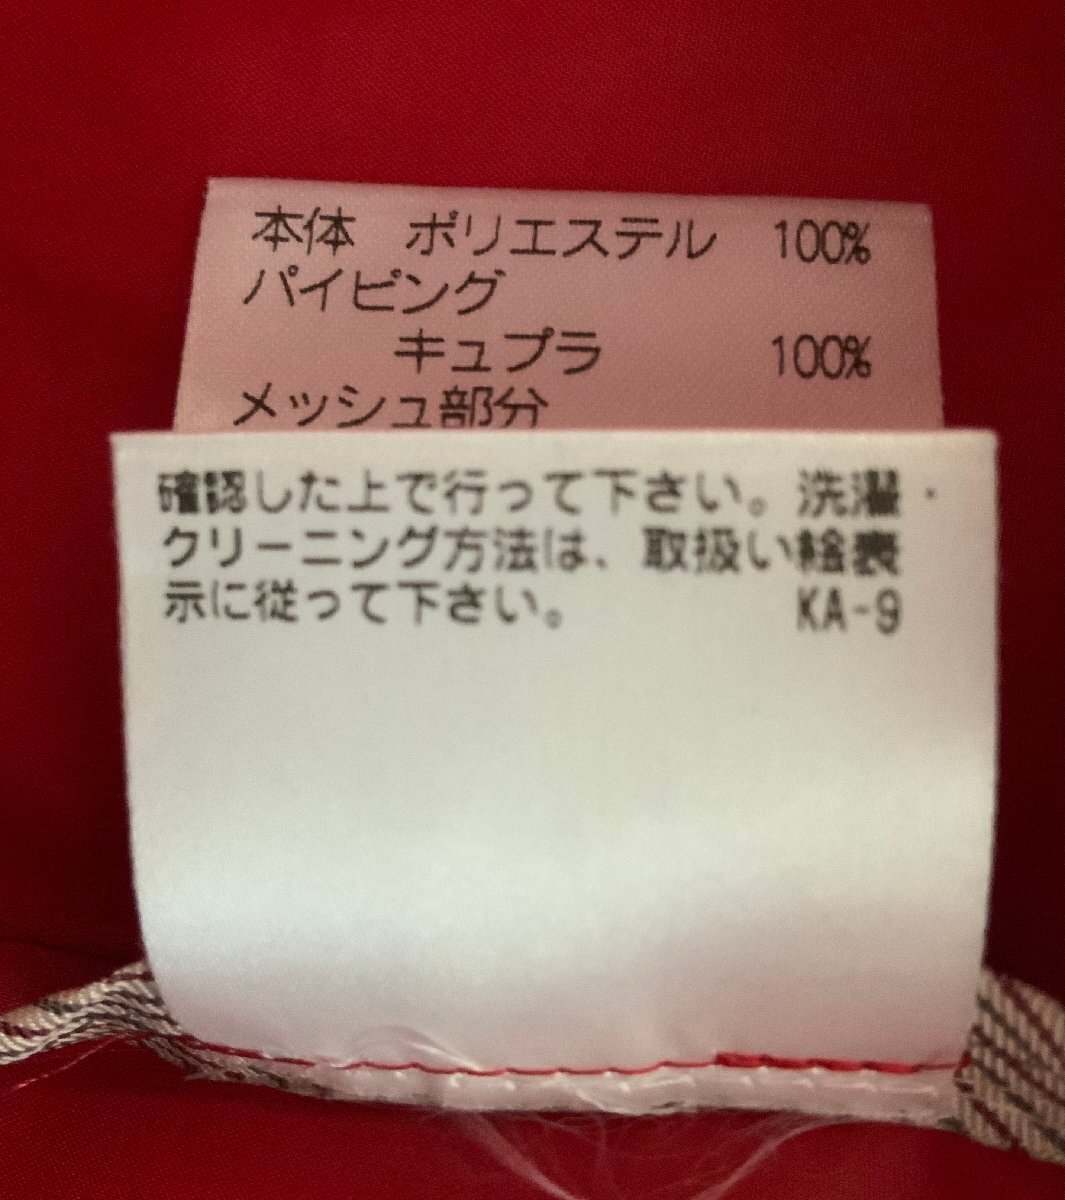 本体 ポリエステル 100%
パイピング
キュプラ 100%
メッシュ部分
確認した上で行って下さい。洗濯・
クリーニング方法は、取扱い絵表
示に従って下さい。 KA-9